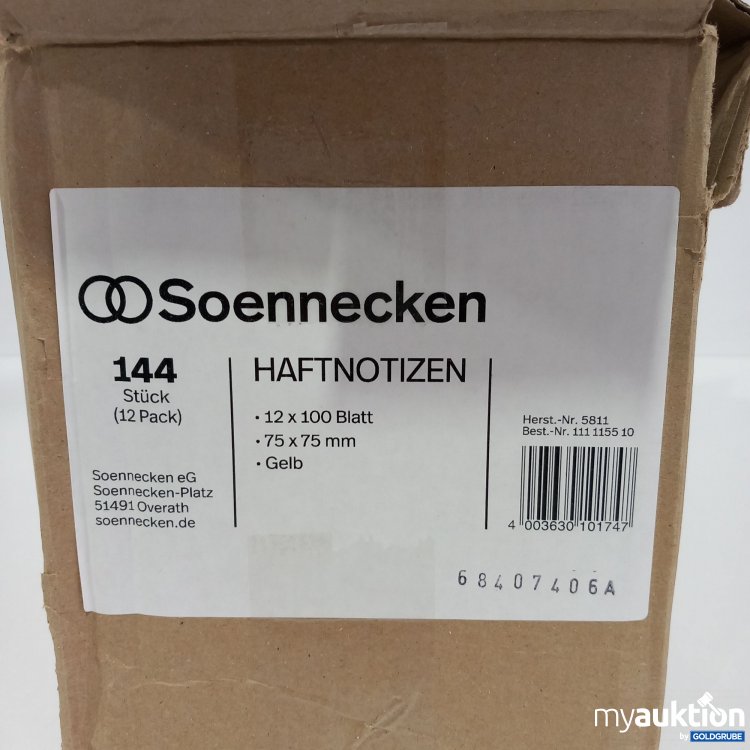 Soennecken
144
Stück
(12 Pack)
Soennecken eG
Soennecken-Platz
51491 Overath
soennecken.de
HAFTNOTIZEN
• 12 x 100 Blatt
• 75 x 75 mm
• Gelb
Herst.-Nr. 5811
Best.-Nr. 111 1155 10
4 003630 101747
68407406A
myauktion
by GOLDGRUBE